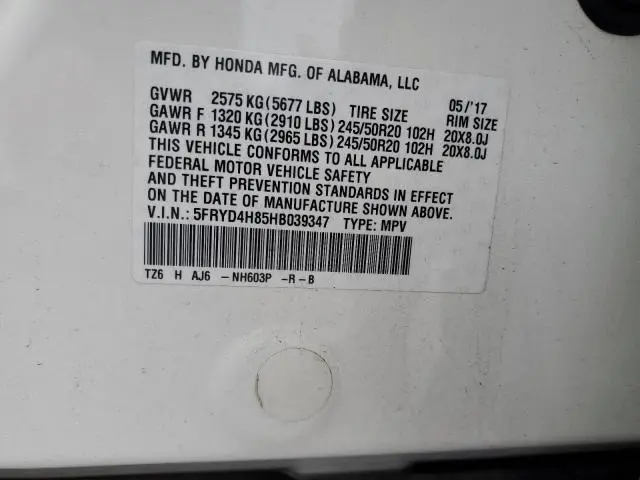 MFD. BY HONDA MFG. OF ALABAMA, LLC
05/'17
GVWR 2575 KG(5677 LBS) TIRE SIZE RIM SIZE
GAWR F 1320 KG(2910 LBS) 245/50R20 102H 20X8.0J
GAWR R 1345 KG(2965 LBS) 245/50R20 102H 20X8.0J
THIS VEHICLE CONFORMS TO ALL APPLICABLE
FEDERAL MOTOR VEHICLE SAFETY
AND THEFT PREVENTION STANDARDS IN EFFECT
ON THE DATE OF MANUFACTURE SHOWN ABOVE.
V.I.N.: 5FRYD4H85HB039347 TYPE: MPV
TZ6 H AJ6 -NH603P -R-B